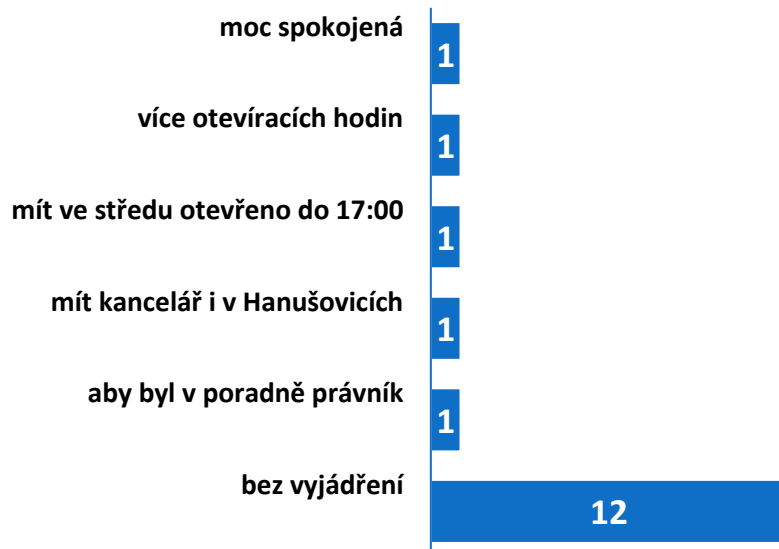 moc spokojená
1
více otevíracích hodin
1
mít ve středu otevřeno do 17:00
1
mít kancelář i v Hanušovicích
1
aby byl v poradně právník
1
bez vyjádření
12